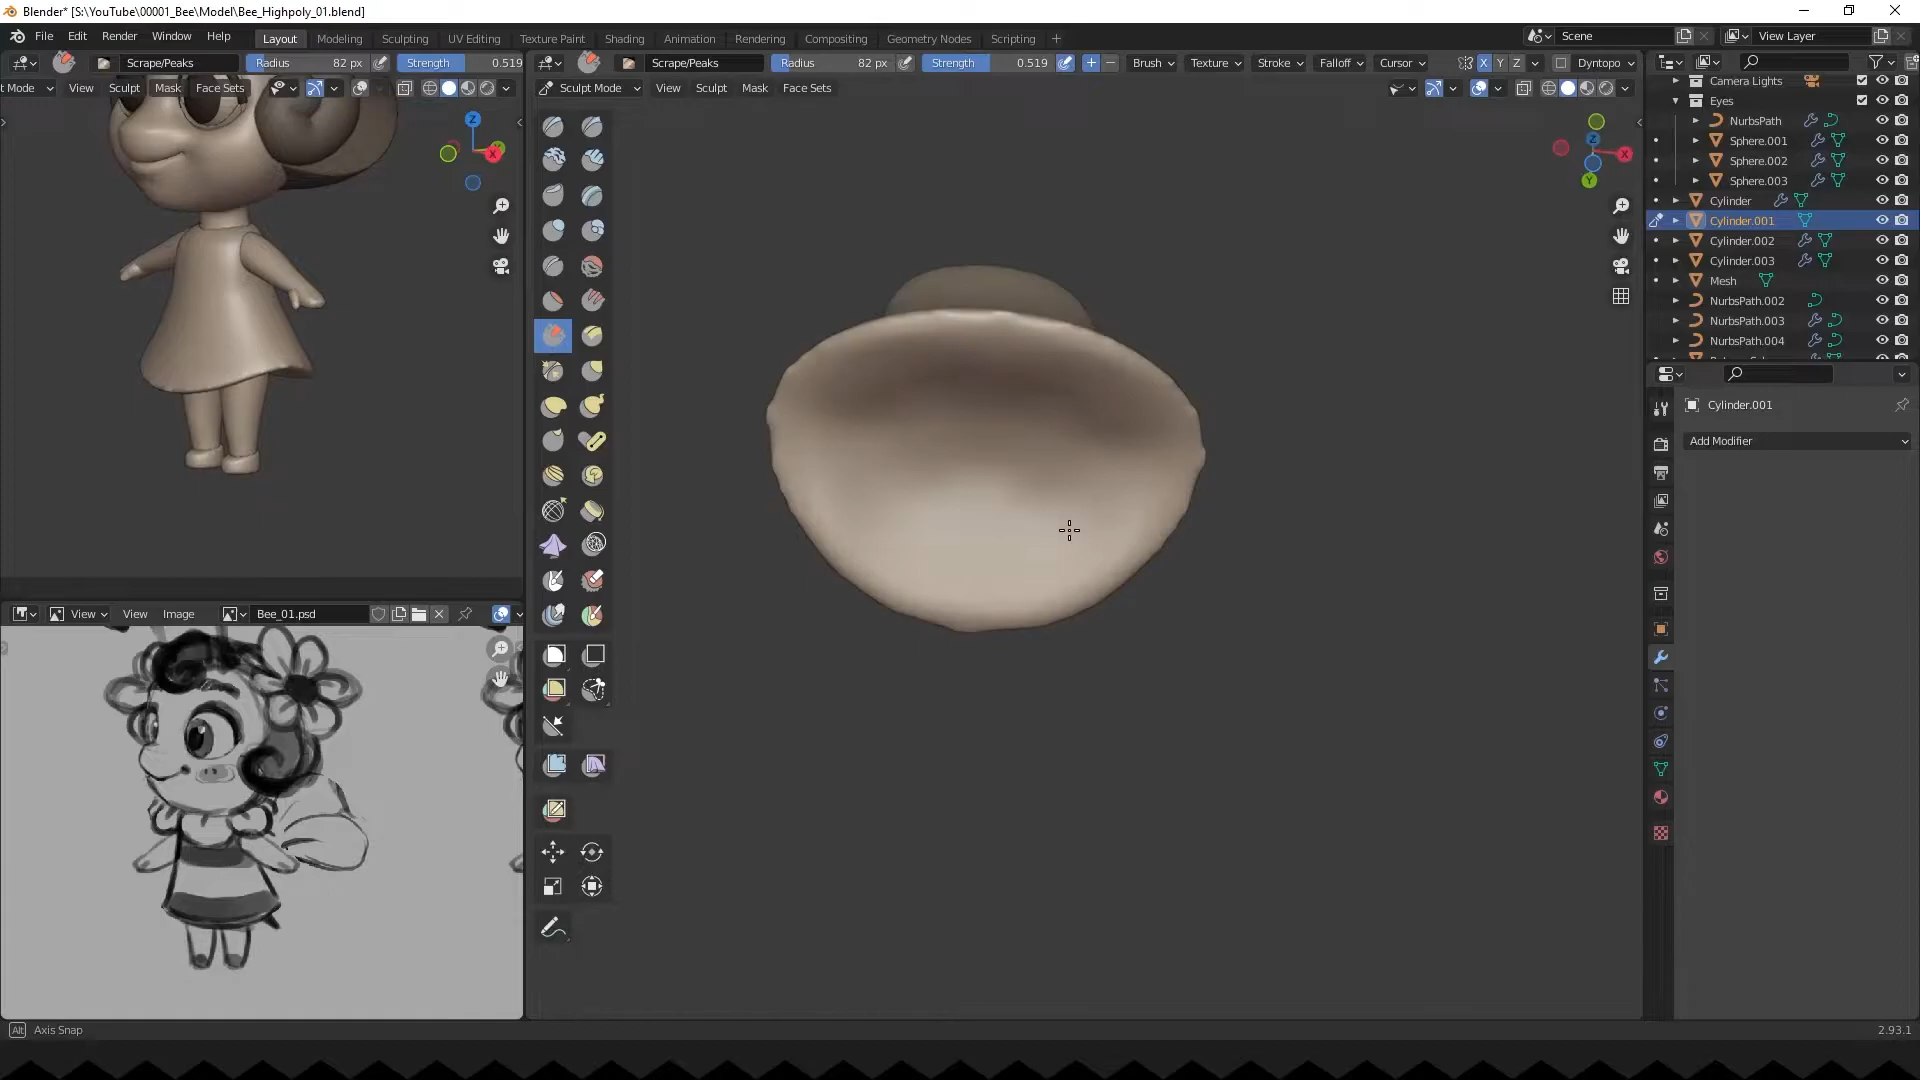 Blender* [S:\YouTube\00001_Bee\Model\Bee_Highpoly_01.blend]
File Edit Render Window Help Layout Modeling Sculpting UV Editing Texture Paint Shading Animation Rendering Compositing Geometry Nodes Scripting + Scene View Layer
Scrape/Peaks Radius 82 px Strength 0.519 Scrape/Peaks Radius 82 px Strength 0.519 Brush Texture Stroke Falloff Cursor X Y Z Dyntopo
t Mode View Sculpt Mask Face Sets Sculpt Mode View Sculpt Mask Face Sets
Camera Lights
Eyes
NurbsPath
Sphere.001
Sphere.002
Sphere.003
Cylinder
Cylinder.001
Cylinder.002
Cylinder.003
Mesh
NurbsPath.002
NurbsPath.003
NurbsPath.004
Z X
Z X Y
Cylinder.001
Add Modifier
View View Image Bee_01.psd
Alt Axis Snap
2.93.1